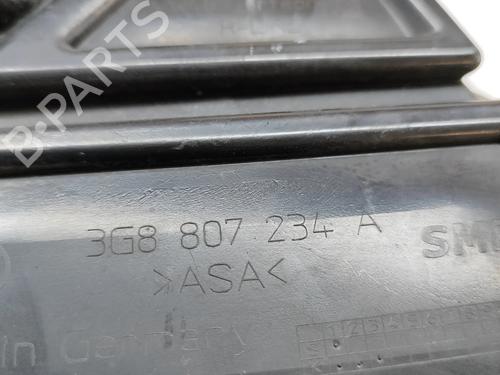 B-PARTS
3G8 807 234 A
SM
>ASA<
in Germany